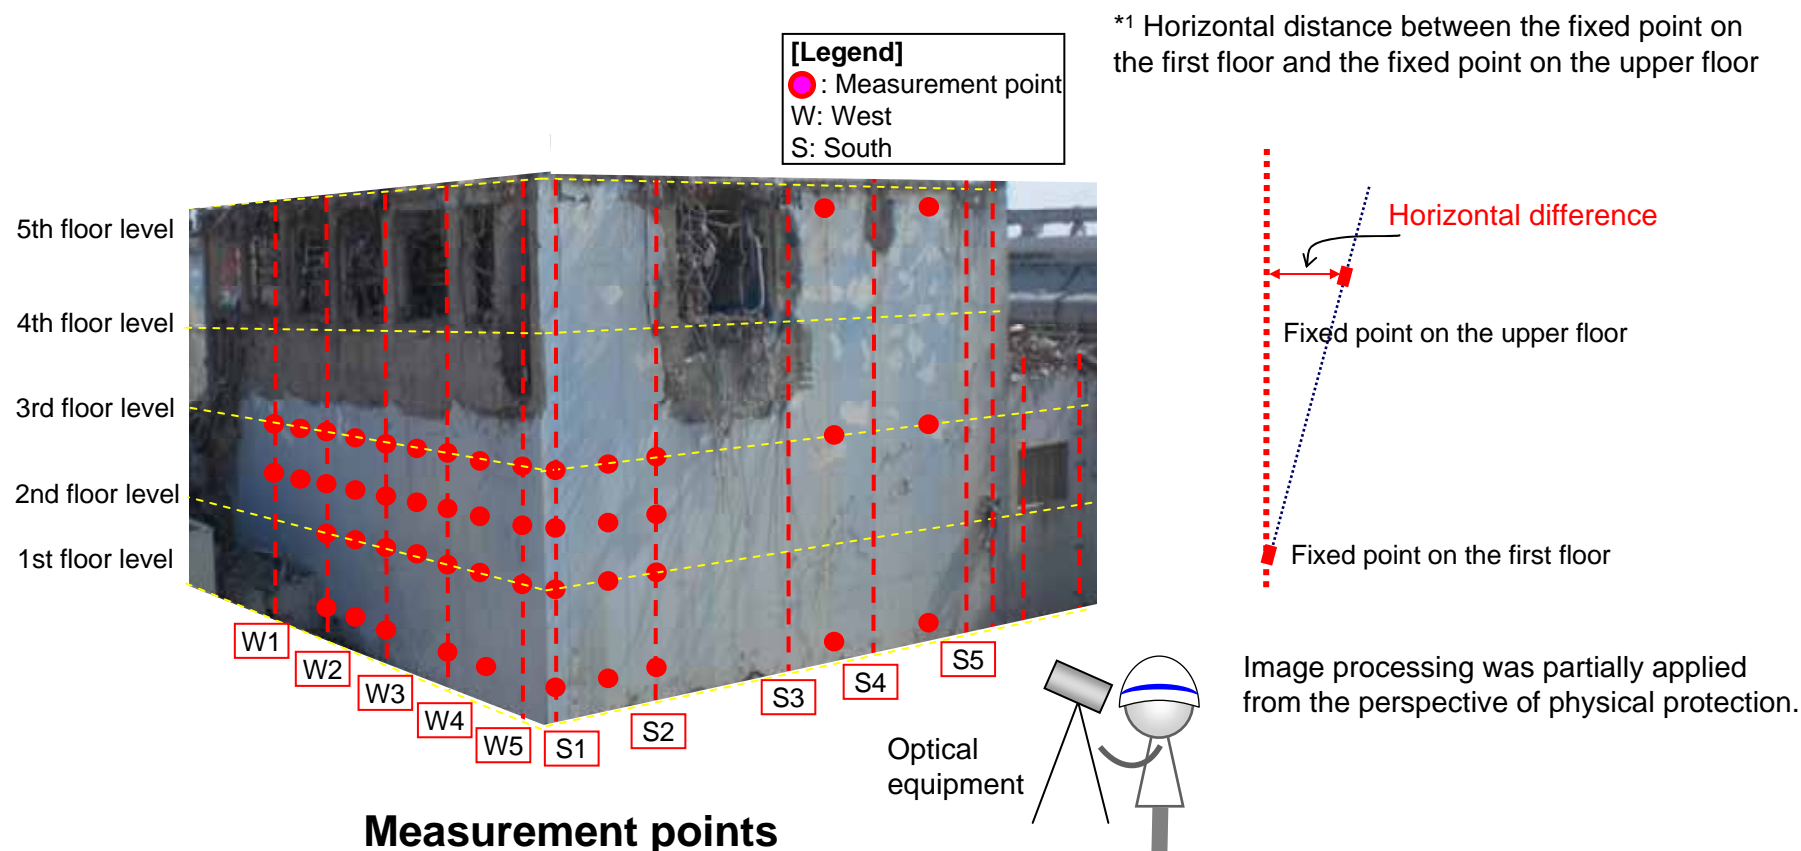 *1 Horizontal distance between the fixed point on
the first floor and the fixed point on the upper floor
[Legend]
: Measurement point
W: West
S: South
5th floor level
4th floor level
3rd floor level
2nd floor level
1st floor level
Horizontal difference
Fixed point on the upper floor
Fixed point on the first floor
W1
W2
W3
W4
W5
S1
S2
S3
S4
S5
Optical
equipment
Image processing was partially applied
from the perspective of physical protection.
Measurement points